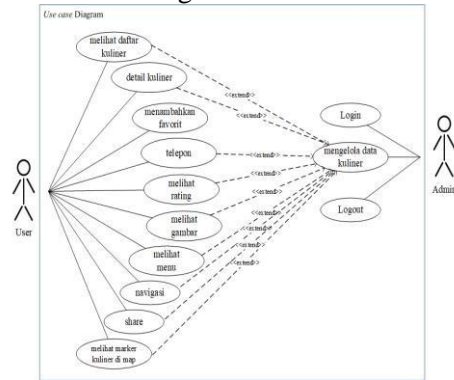 Use case Diagram
melihat daftar
kuliner
detail kuliner
<<extend>>
<<extend>>
menambahkan
favorit
Login
telepon
<<extend>>
mengelola data
kuliner
melihat
rating
<<extend>>
User
Admin
melihat
gambar
<<extend>>
Logout
<<extend>>
melihat
menu
<<extend>>
navigasi
<<extend>>
share
<<extend>>
melihat marker
kuliner di map